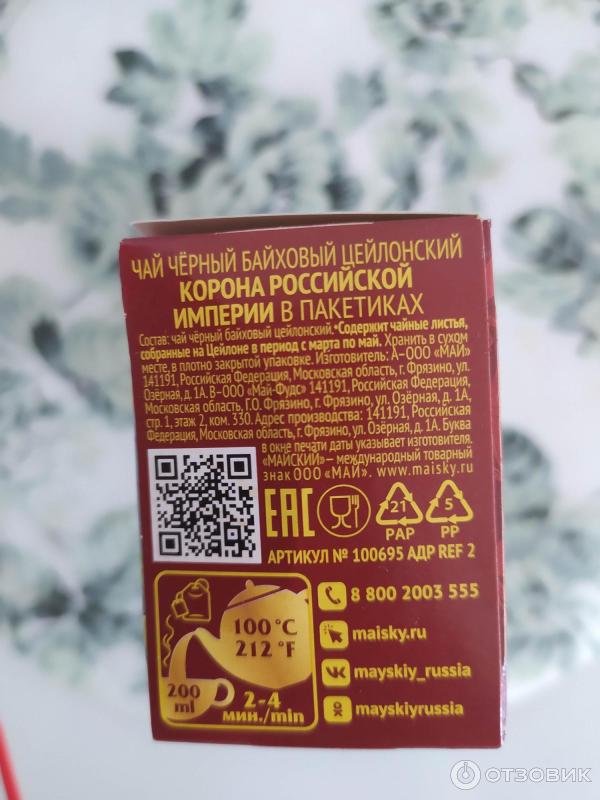 ЧАЙ ЧЁРНЫЙ БАЙХОВЫЙ ЦЕЙЛОНСКИЙ
КОРОНА РОССИЙСКОЙ
ИМПЕРИИ В ПАКЕТИКАХ
Состав: чай чёрный байховый цейлонский.*Содержит чайные листья,
собранные на Цейлоне в период с марта по май. Хранить в сухом
месте, в плотно закрытой упаковке. Изготовитель: А–ООО «МАЙ»
141191, Российская Федерация, Московская область, г. Фрязино, ул.
Озёрная, д. 1А. В–ООО «Май-Фудс» 141191, Российская Федерация,
Московская область, Г.О. Фрязино, г. Фрязино, ул. Озёрная, д. 1А,
стр. 1, этаж 2, ком. 330. Адрес производства: 141191, Российская
Федерация, Московская область, г. Фрязино, ул. Озёрная, д. 1А. Буква
в окне печати даты указывает изготовителя.
«МАЙСКИЙ»— международный товарный
знак ООО «МАЙ». www.maisky.ru
EAC
21
PAP
5
PP
АРТИКУЛ № 100695 АДР REF 2
100°C
212°F
200
ml
2-4
мин./min
8 800 2003 555
maisky.ru
mayskiy_russia
mayskiyrussia
ОТЗОВИК